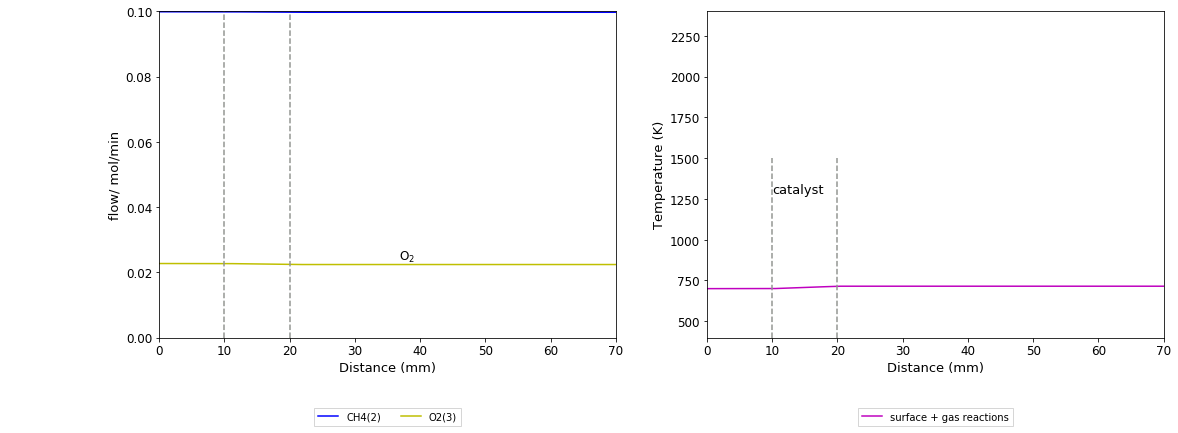 0.10
0.08
0.06
0.04
0.02
0.00
flow/ mol/min
O₂
0 10 20 30 40 50 60 70
Distance (mm)
CH4(2) O2(3)
2250
2000
1750
1500
1250
1000
750
500
Temperature (K)
catalyst
0 10 20 30 40 50 60 70
Distance (mm)
surface + gas reactions